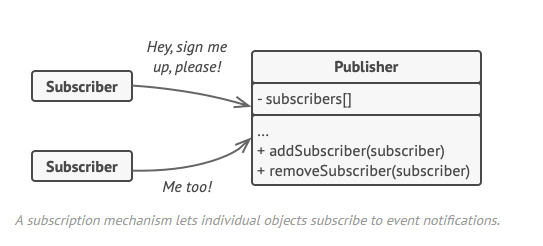 Hey, sign me
up, please!
Subscriber
Publisher
- subscribers[]
...
+ addSubscriber(subscriber)
+ removeSubscriber(subscriber)
Subscriber
Me too!
A subscription mechanism lets individual objects subscribe to event notifications.